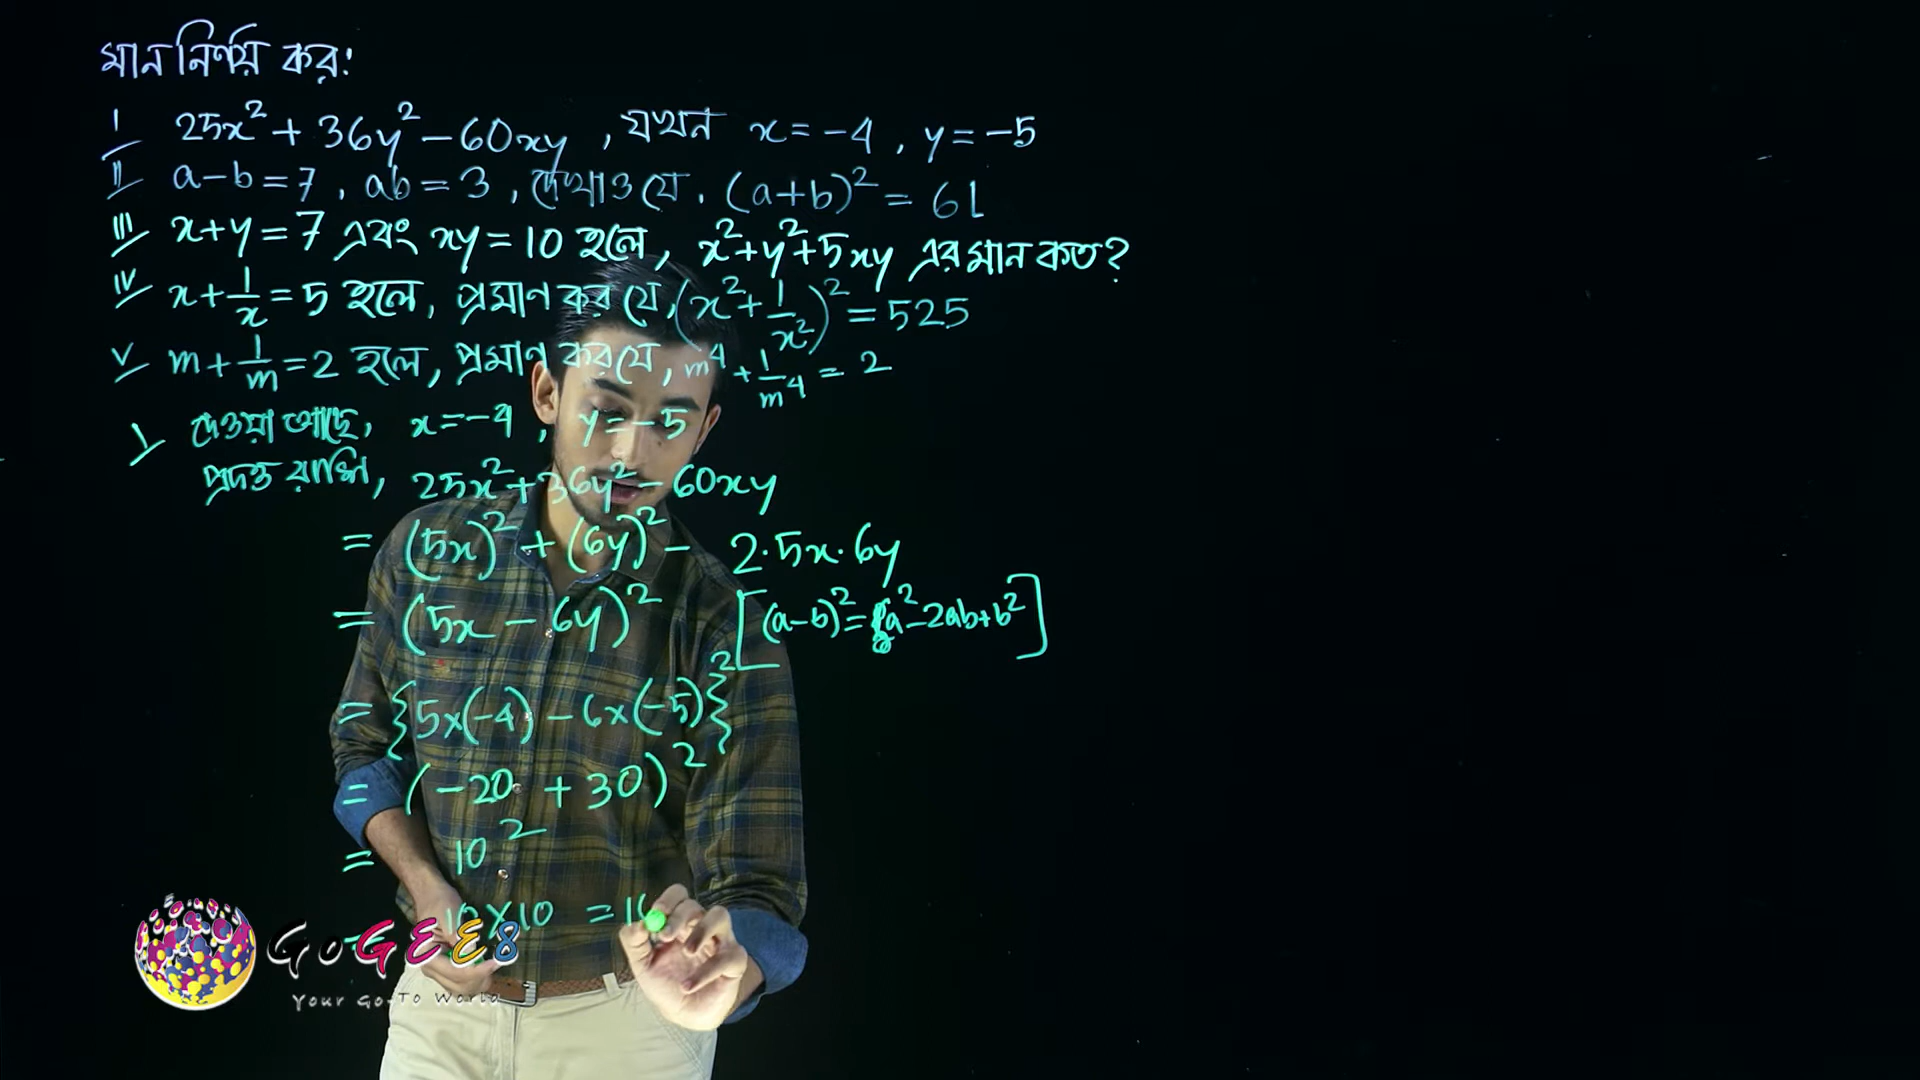 মান নির্ণয় কর:
I 25x² + 36y² - 60xy , যখন x = -4 , y = -5
II a - b = 7 , ab = 3 , দেখাও যে, (a+b)² = 61
III x + y = 7 এবং xy = 10 হলে, x² + y² + 5xy এর মান কত?
IV x + 1/x = 5 হলে, প্রমাণ কর যে, (x² + 1/x²)² = 525
V m + 1/m = 2 হলে, প্রমাণ কর যে, m⁴ + 1/m⁴ = 2
I দেওয়া আছে, x = -4 , y = -5
প্রদত্ত রাশি, 25x² + 36y² - 60xy
= (5x)² + (6y)² - 2·5x·6y
= (5x - 6y)² [(a-b)² = a² - 2ab + b²]
= {5×(-4) - 6×(-5)}²
= (-20 + 30)²
= 10²
= 10×10 = 10
GoGEE8
Your Go-To World